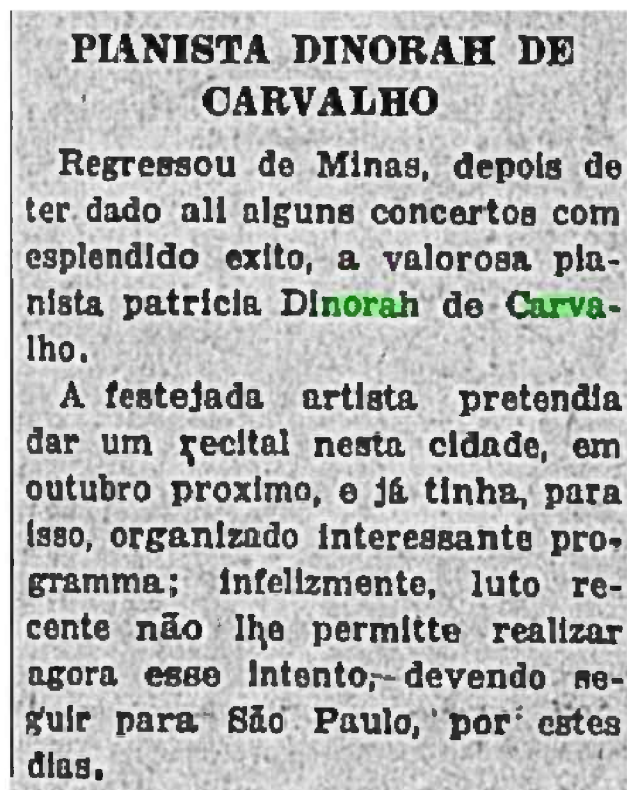 PIANISTA DINORAH DE
CARVALHO
Regressou de Minas, depois de
ter dado ali alguns concertos com
esplendido exito, a valorosa pia-
nista patricia Dinorah de Carva-
lho.
A festejada artista pretendia
dar um recital nesta cidade, em
outubro proximo, e já tinha, para
isso, organizado interessante pro-
gramma; infelizmente, luto re-
cente não lhe permitte realizar
agora esse intento, devendo se-
guir para São Paulo, por estes
dias.